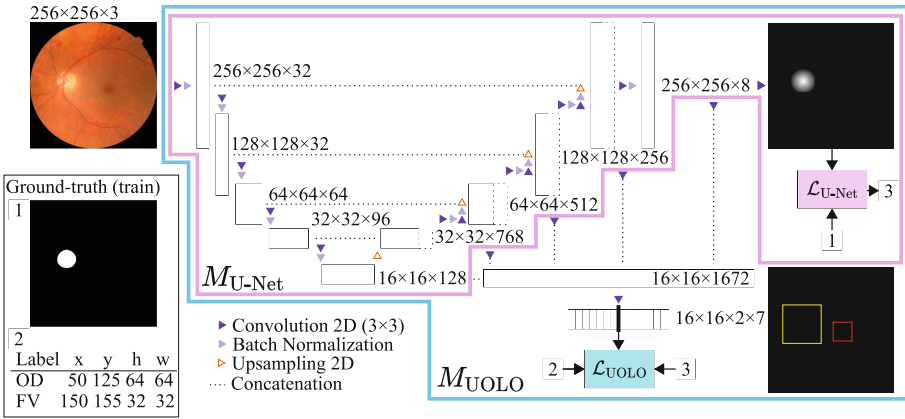 256×256×3
256×256×32
128×128×32
64×64×64
32×32×96
16×16×128
32×32×768
64×64×512
128×128×256
256×256×8
16×16×1672
16×16×2×7
M_U-Net
M_UOLO
ℒ_U-Net
3
1
ℒ_UOLO
2
3
Ground-truth (train)
1
2
Label x y h w
OD 50 125 64 64
FV 150 155 32 32
Convolution 2D (3×3)
Batch Normalization
Upsampling 2D
Concatenation